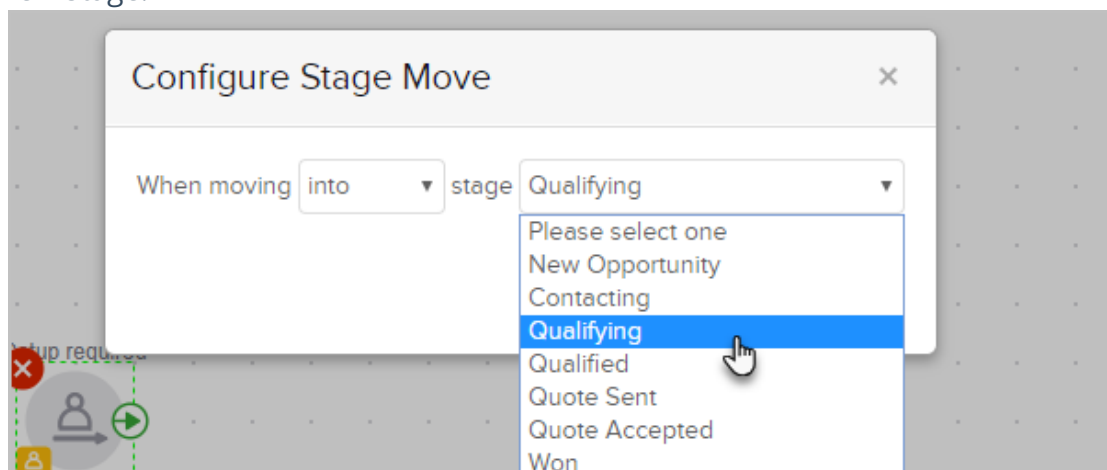 Configure Stage Move ×
When moving into stage Qualifying
Please select one
New Opportunity
Contacting
Qualifying
Qualified
Quote Sent
Quote Accepted
Won